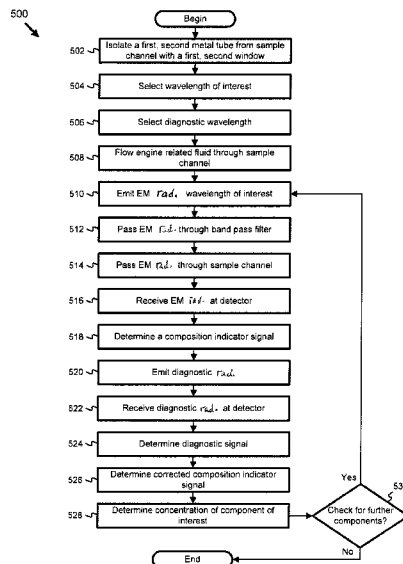 500
Begin
502
Isolate a first, second metal tube from sample
channel with a first, second window
504
Select wavelength of interest
506
Select diagnostic wavelength
508
Flow engine related fluid through sample
channel
510
Emit EM rad. wavelength of interest
512
Pass EM rad. through band pass filter
514
Pass EM rad. through sample channel
516
Receive EM rad. at detector
518
Determine a composition indicator signal
520
Emit diagnostic rad.
522
Receive diagnostic rad. at detector
524
Determine diagnostic signal
526
Determine corrected composition indicator
signal
528
Determine concentration of component of
interest
53
Check for further
components?
Yes
No
End